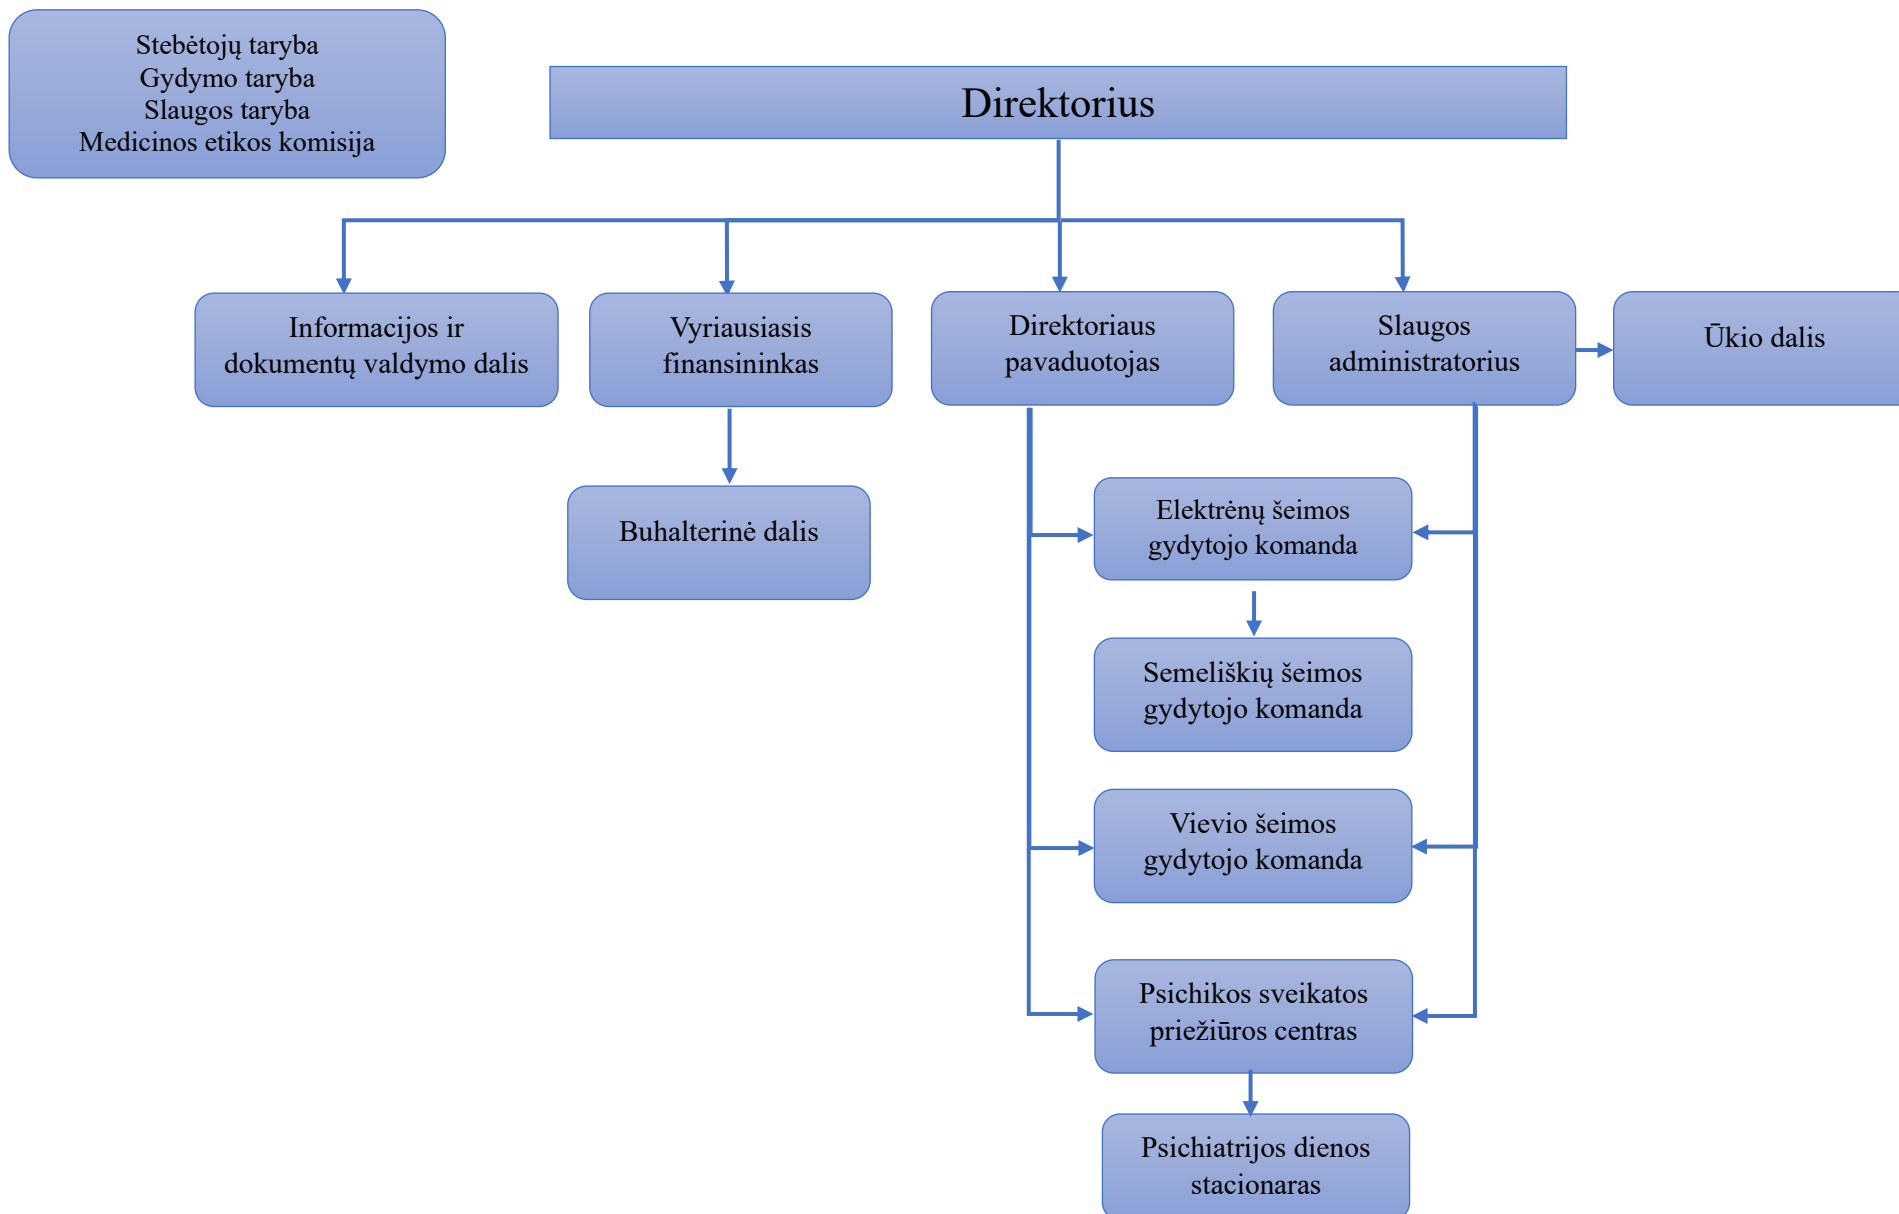 Stebėtojų taryba
Gydymo taryba
Slaugos taryba
Medicinos etikos komisija
Direktorius
Informacijos ir
dokumentų valdymo dalis
Vyriausiasis
finansininkas
Direktoriaus
pavaduotojas
Slaugos
administratorius
Ūkio dalis
Buhalterinė dalis
Elektrėnų šeimos
gydytojo komanda
Semeliškių šeimos
gydytojo komanda
Vievio šeimos
gydytojo komanda
Psichikos sveikatos
priežiūros centras
Psichiatrijos dienos
stacionaras